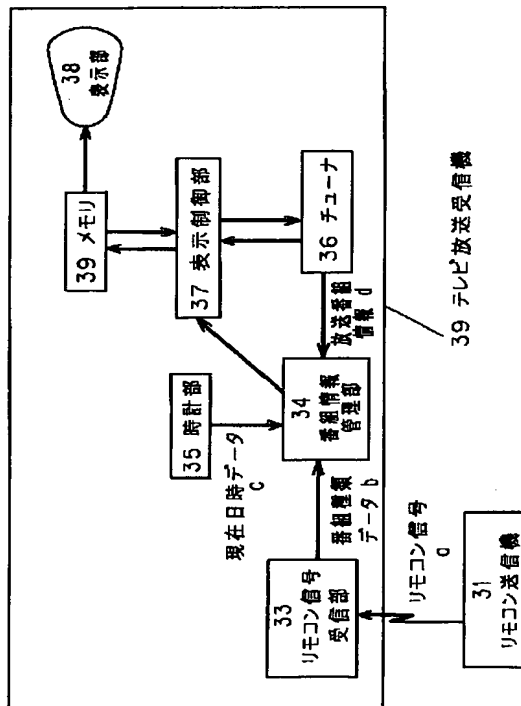 38
表示部
39 メモリ
37 表示制御部
36 チューナ
35 時計部
現在日時データ
c
放送番組
情報 d
34
番組情報
管理部
番組種類
データ b
33
リモコン信号
受信部
リモコン信号
a
31
リモコン送信機
39 テレビ放送受信機